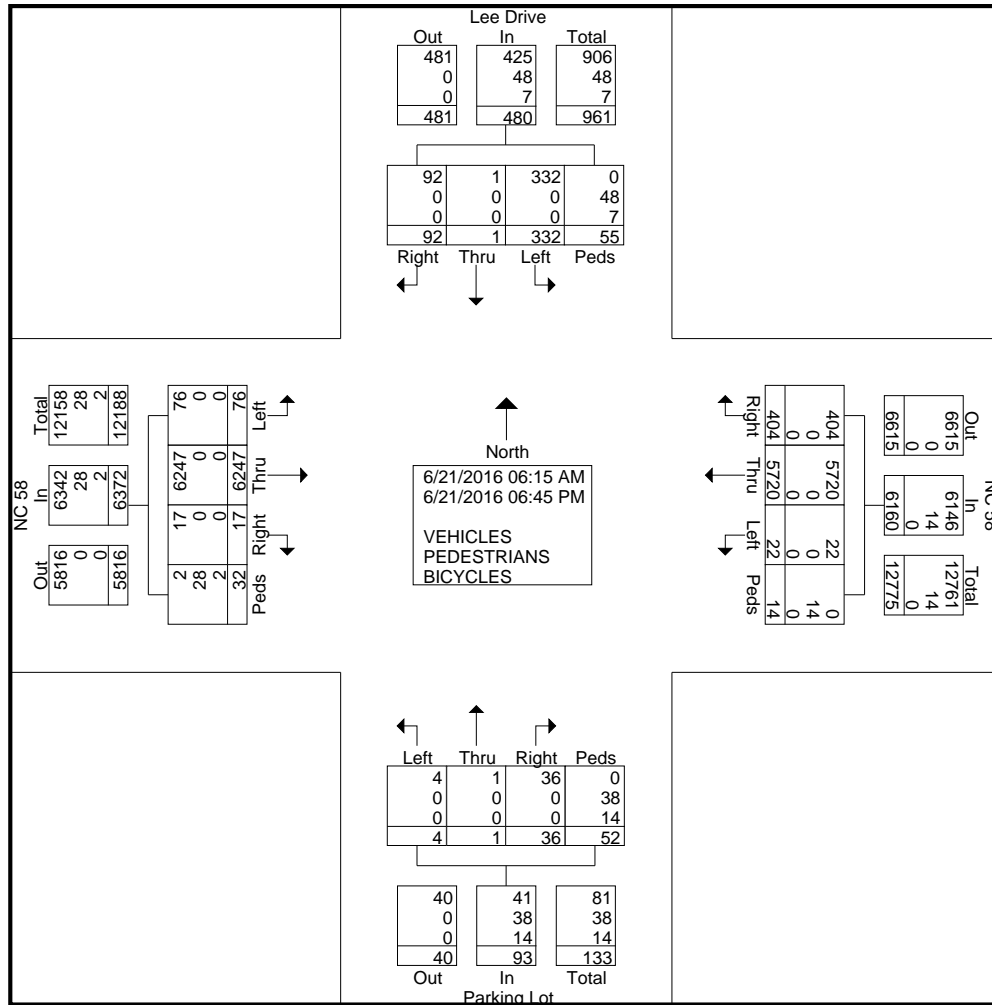 Lee Drive
Out In Total
481 425 906
0 48 48
0 7 7
481 480 961
92 1 332 0
0 0 0 48
0 0 0 7
92 1 332 55
Right Thru Left Peds
NC 58
Total
12158 28 2 12188
In
6342 28 2 6372
Out
5816 0 0 5816
76 0 0 76
Left
6247 0 0 6247
Thru
17 0 0 17
Right
2 28 2 32
Peds
North
6/21/2016 06:15 AM
6/21/2016 06:45 PM
VEHICLES
PEDESTRIANS
BICYCLES
Right
404 0 0 404
Thru
5720 0 0 5720
Left
22 0 0 22
Peds
0 14 0 14
Out
6615 0 0 6615
In
6146 14 0 6160
Total
12761 14 0 12775
NC 58
Left Thru Right Peds
4 1 36 0
0 0 0 38
0 0 0 14
4 1 36 52
40 41 81
0 38 38
0 14 14
40 93 133
Out In Total
Parking Lot